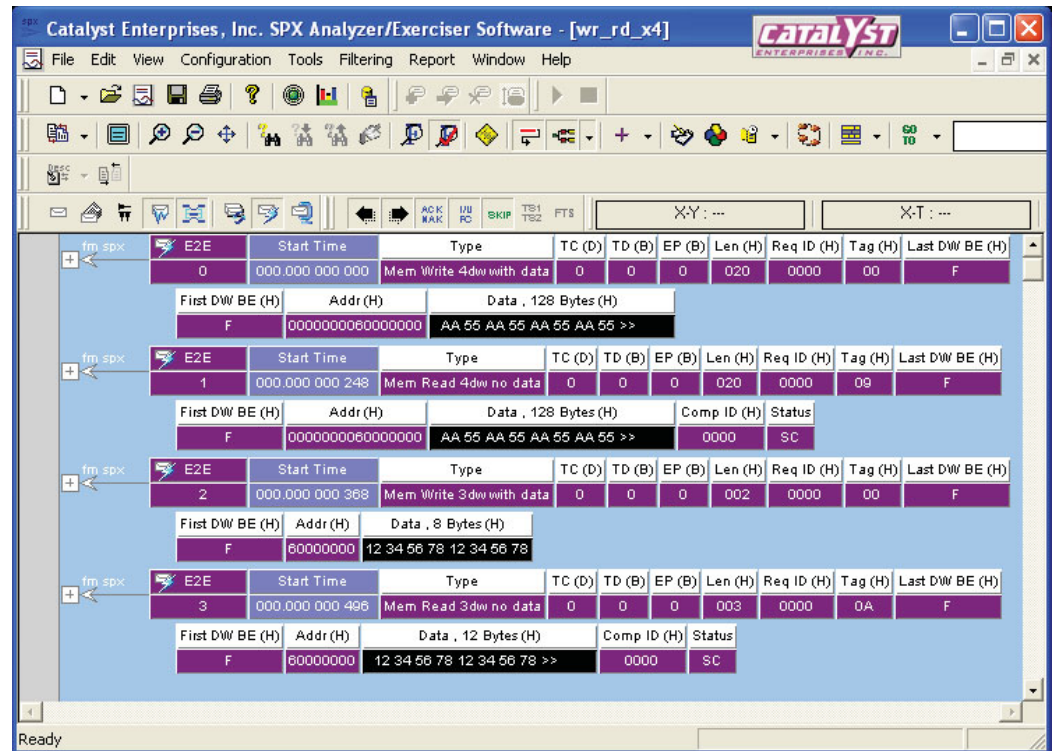 spx Catalyst Enterprises, Inc. SPX Analyzer/Exerciser Software - [wr_rd_x4]
CATALYST
ENTERPRISES INC.
File Edit View Configuration Tools Filtering Report Window Help
GO TO
Desc
ACK NAK I/U FC SKIP TS1 TS2 FTS X-Y : --- X-T : ---
fm spx E2E Start Time Type TC (D) TD (B) EP (B) Len (H) Req ID (H) Tag (H) Last DW BE (H)
0 000.000 000 000 Mem Write 4dw with data 0 0 0 020 0000 00 F
First DW BE (H) Addr (H) Data , 128 Bytes (H)
F 0000000060000000 AA 55 AA 55 AA 55 AA 55 >>
fm spx E2E Start Time Type TC (D) TD (B) EP (B) Len (H) Req ID (H) Tag (H) Last DW BE (H)
1 000.000 000 248 Mem Read 4dw no data 0 0 0 020 0000 09 F
First DW BE (H) Addr (H) Data , 128 Bytes (H) Comp ID (H) Status
F 0000000060000000 AA 55 AA 55 AA 55 AA 55 >> 0000 SC
fm spx E2E Start Time Type TC (D) TD (B) EP (B) Len (H) Req ID (H) Tag (H) Last DW BE (H)
2 000.000 000 368 Mem Write 3dw with data 0 0 0 002 0000 00 F
First DW BE (H) Addr (H) Data , 8 Bytes (H)
F 60000000 12 34 56 78 12 34 56 78
fm spx E2E Start Time Type TC (D) TD (B) EP (B) Len (H) Req ID (H) Tag (H) Last DW BE (H)
3 000.000 000 496 Mem Read 3dw no data 0 0 0 003 0000 0A F
First DW BE (H) Addr (H) Data , 12 Bytes (H) Comp ID (H) Status
F 60000000 12 34 56 78 12 34 56 78 >> 0000 SC
Ready